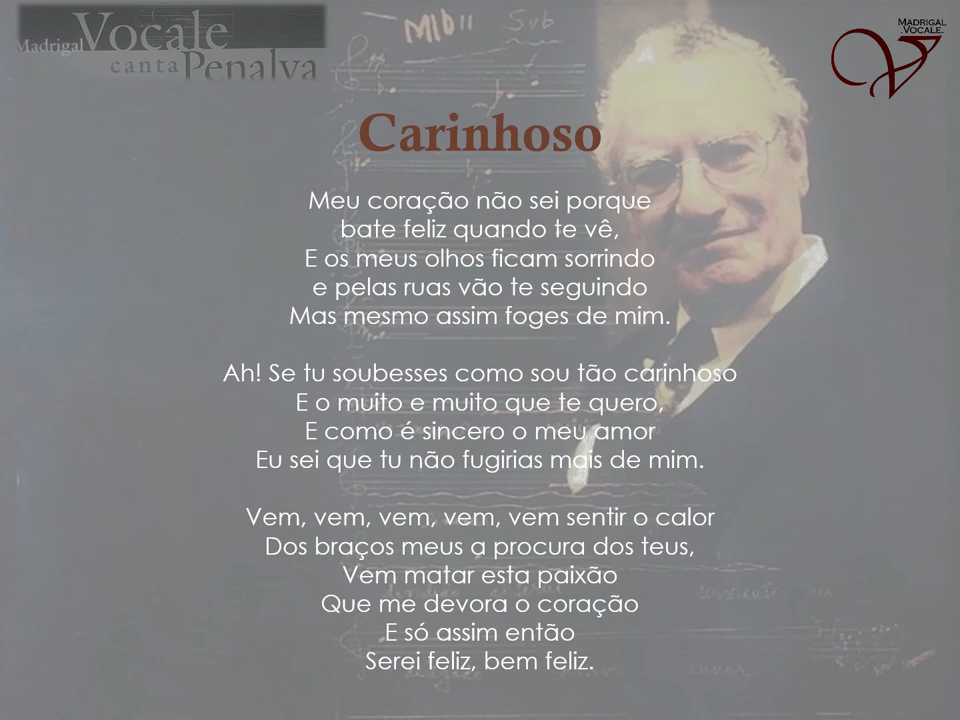 Madrigal Vocale
canta Penalva
MADRIGAL
.VOCALE.
Carinhoso
Meu coração não sei porque
bate feliz quando te vê,
E os meus olhos ficam sorrindo
e pelas ruas vão te seguindo
Mas mesmo assim foges de mim.
Ah! Se tu soubesses como sou tão carinhoso
E o muito e muito que te quero,
E como é sincero o meu amor
Eu sei que tu não fugirias mais de mim.
Vem, vem, vem, vem, vem sentir o calor
Dos braços meus a procura dos teus,
Vem matar esta paixão
Que me devora o coração
E só assim então
Serei feliz, bem feliz.